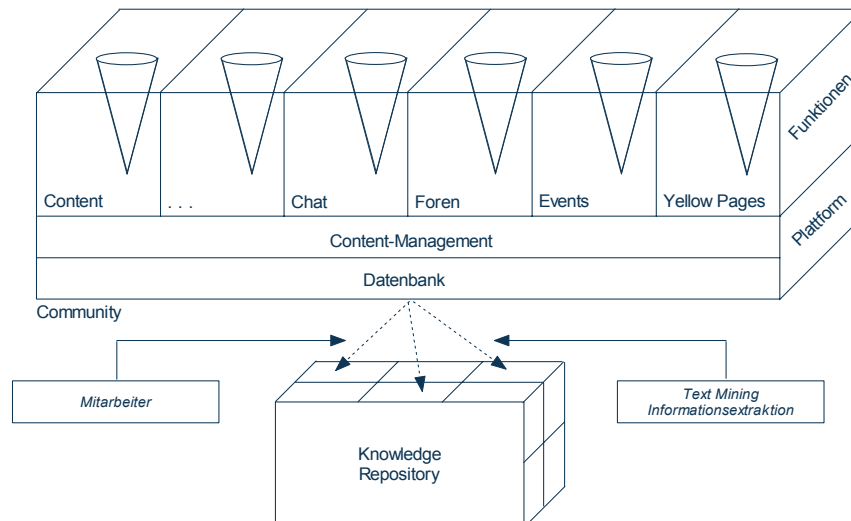 Funktionen
Content
. . .
Chat
Foren
Events
Yellow Pages
Plattform
Content-Management
Datenbank
Community
Mitarbeiter
Text Mining
Informationsextraktion
Knowledge
Repository